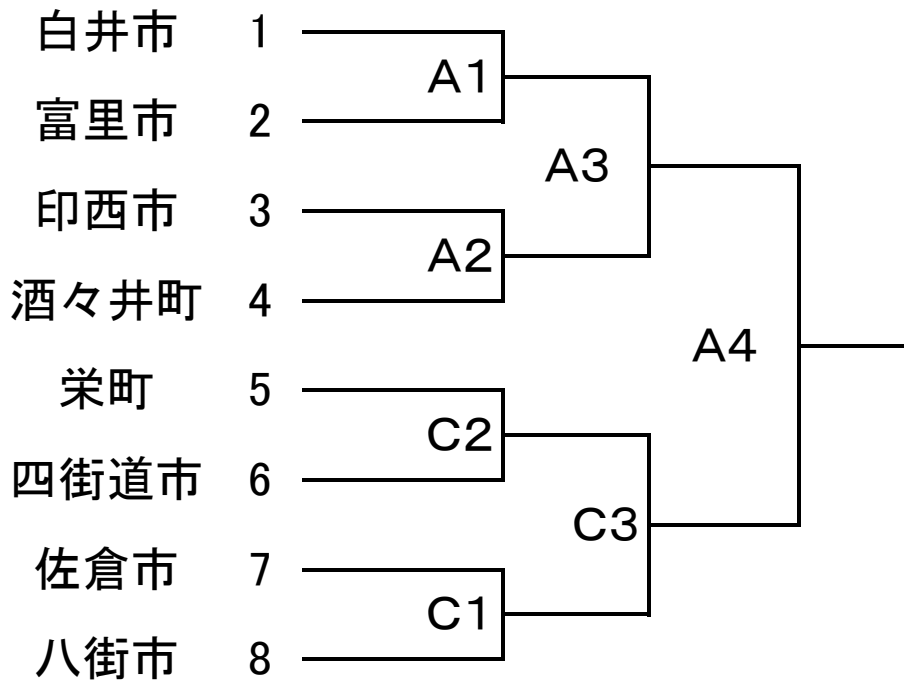 白井市 1
A1
富里市 2
A3
印西市 3
A2
酒々井町 4
A4
栄町 5
C2
四街道市 6
C3
佐倉市 7
C1
八街市 8